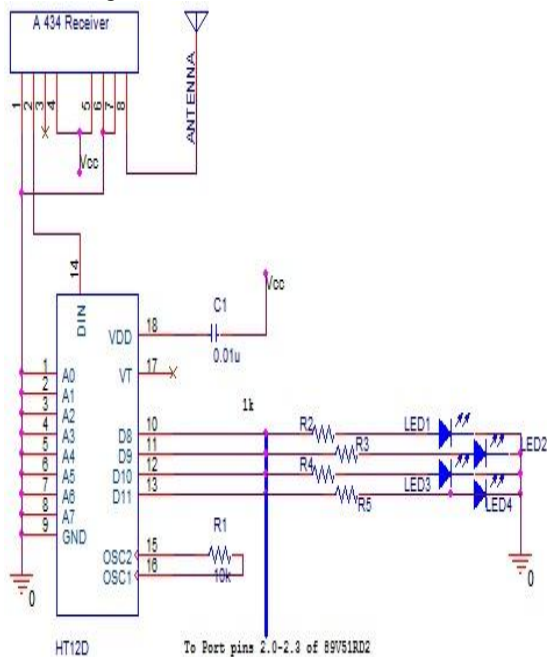 A 434 Receiver
1 2 3 4 5 6 7 8
ANTENNA
Vcc
14
DIN
C1
Vcc
VDD 18
0.01u
VT 17
1 A0
2 A1
3 A2
4 A3
5 A4
6 A5
7 A6
8 A7
9 GND
1k
D8 10 R2 LED1
D9 11 R3 LED2
D10 12 R4 LED3
D11 13 R5 LED4
R1
OSC2 15
10k
OSC1 16
0
0
HT12D
To Port pins 2.0-2.3 of 89V51RD2